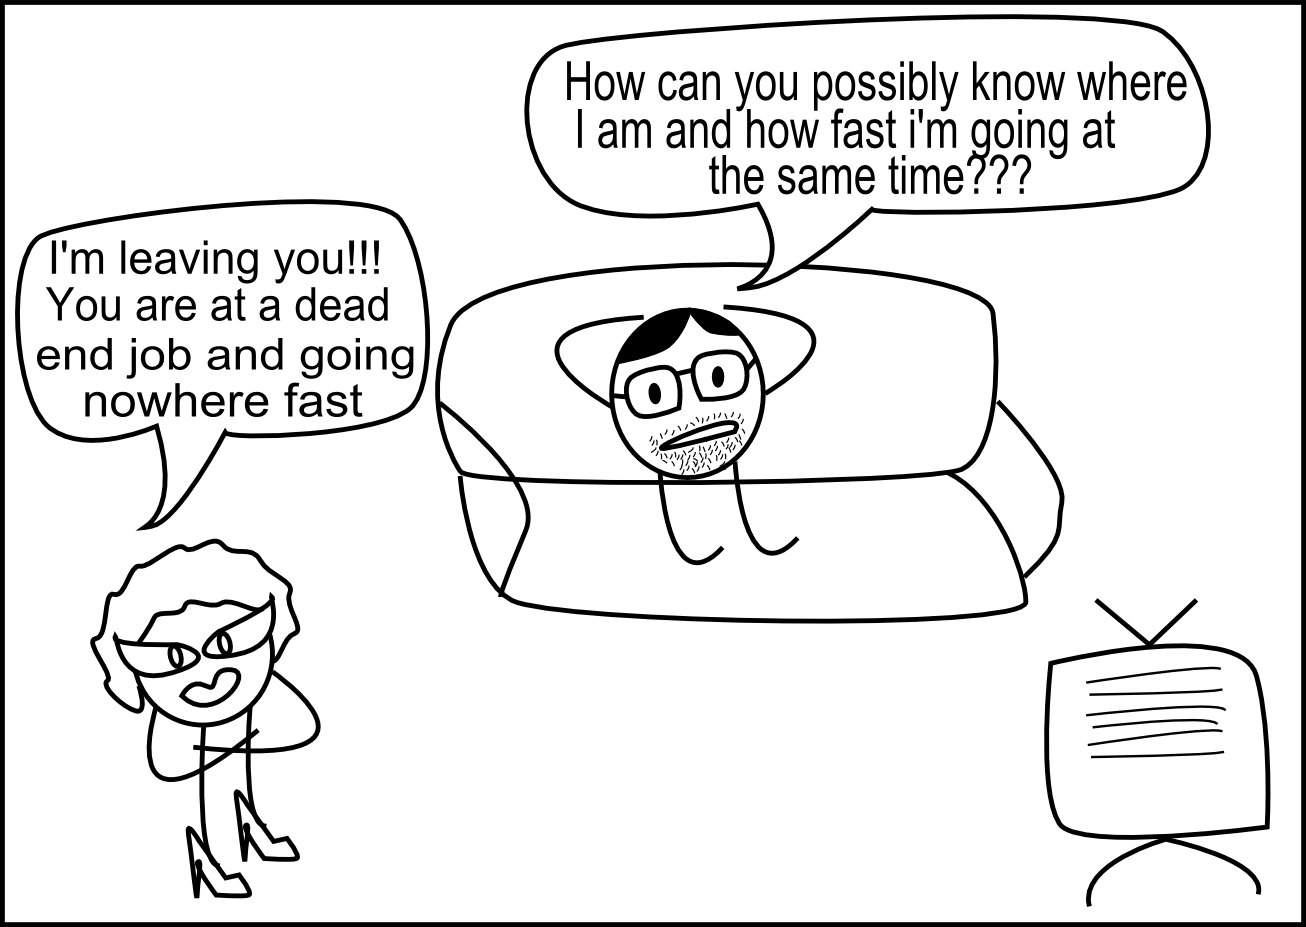 I'm leaving you!!!
You are at a dead
end job and going
nowhere fast
How can you possibly know where
I am and how fast i'm going at
the same time???